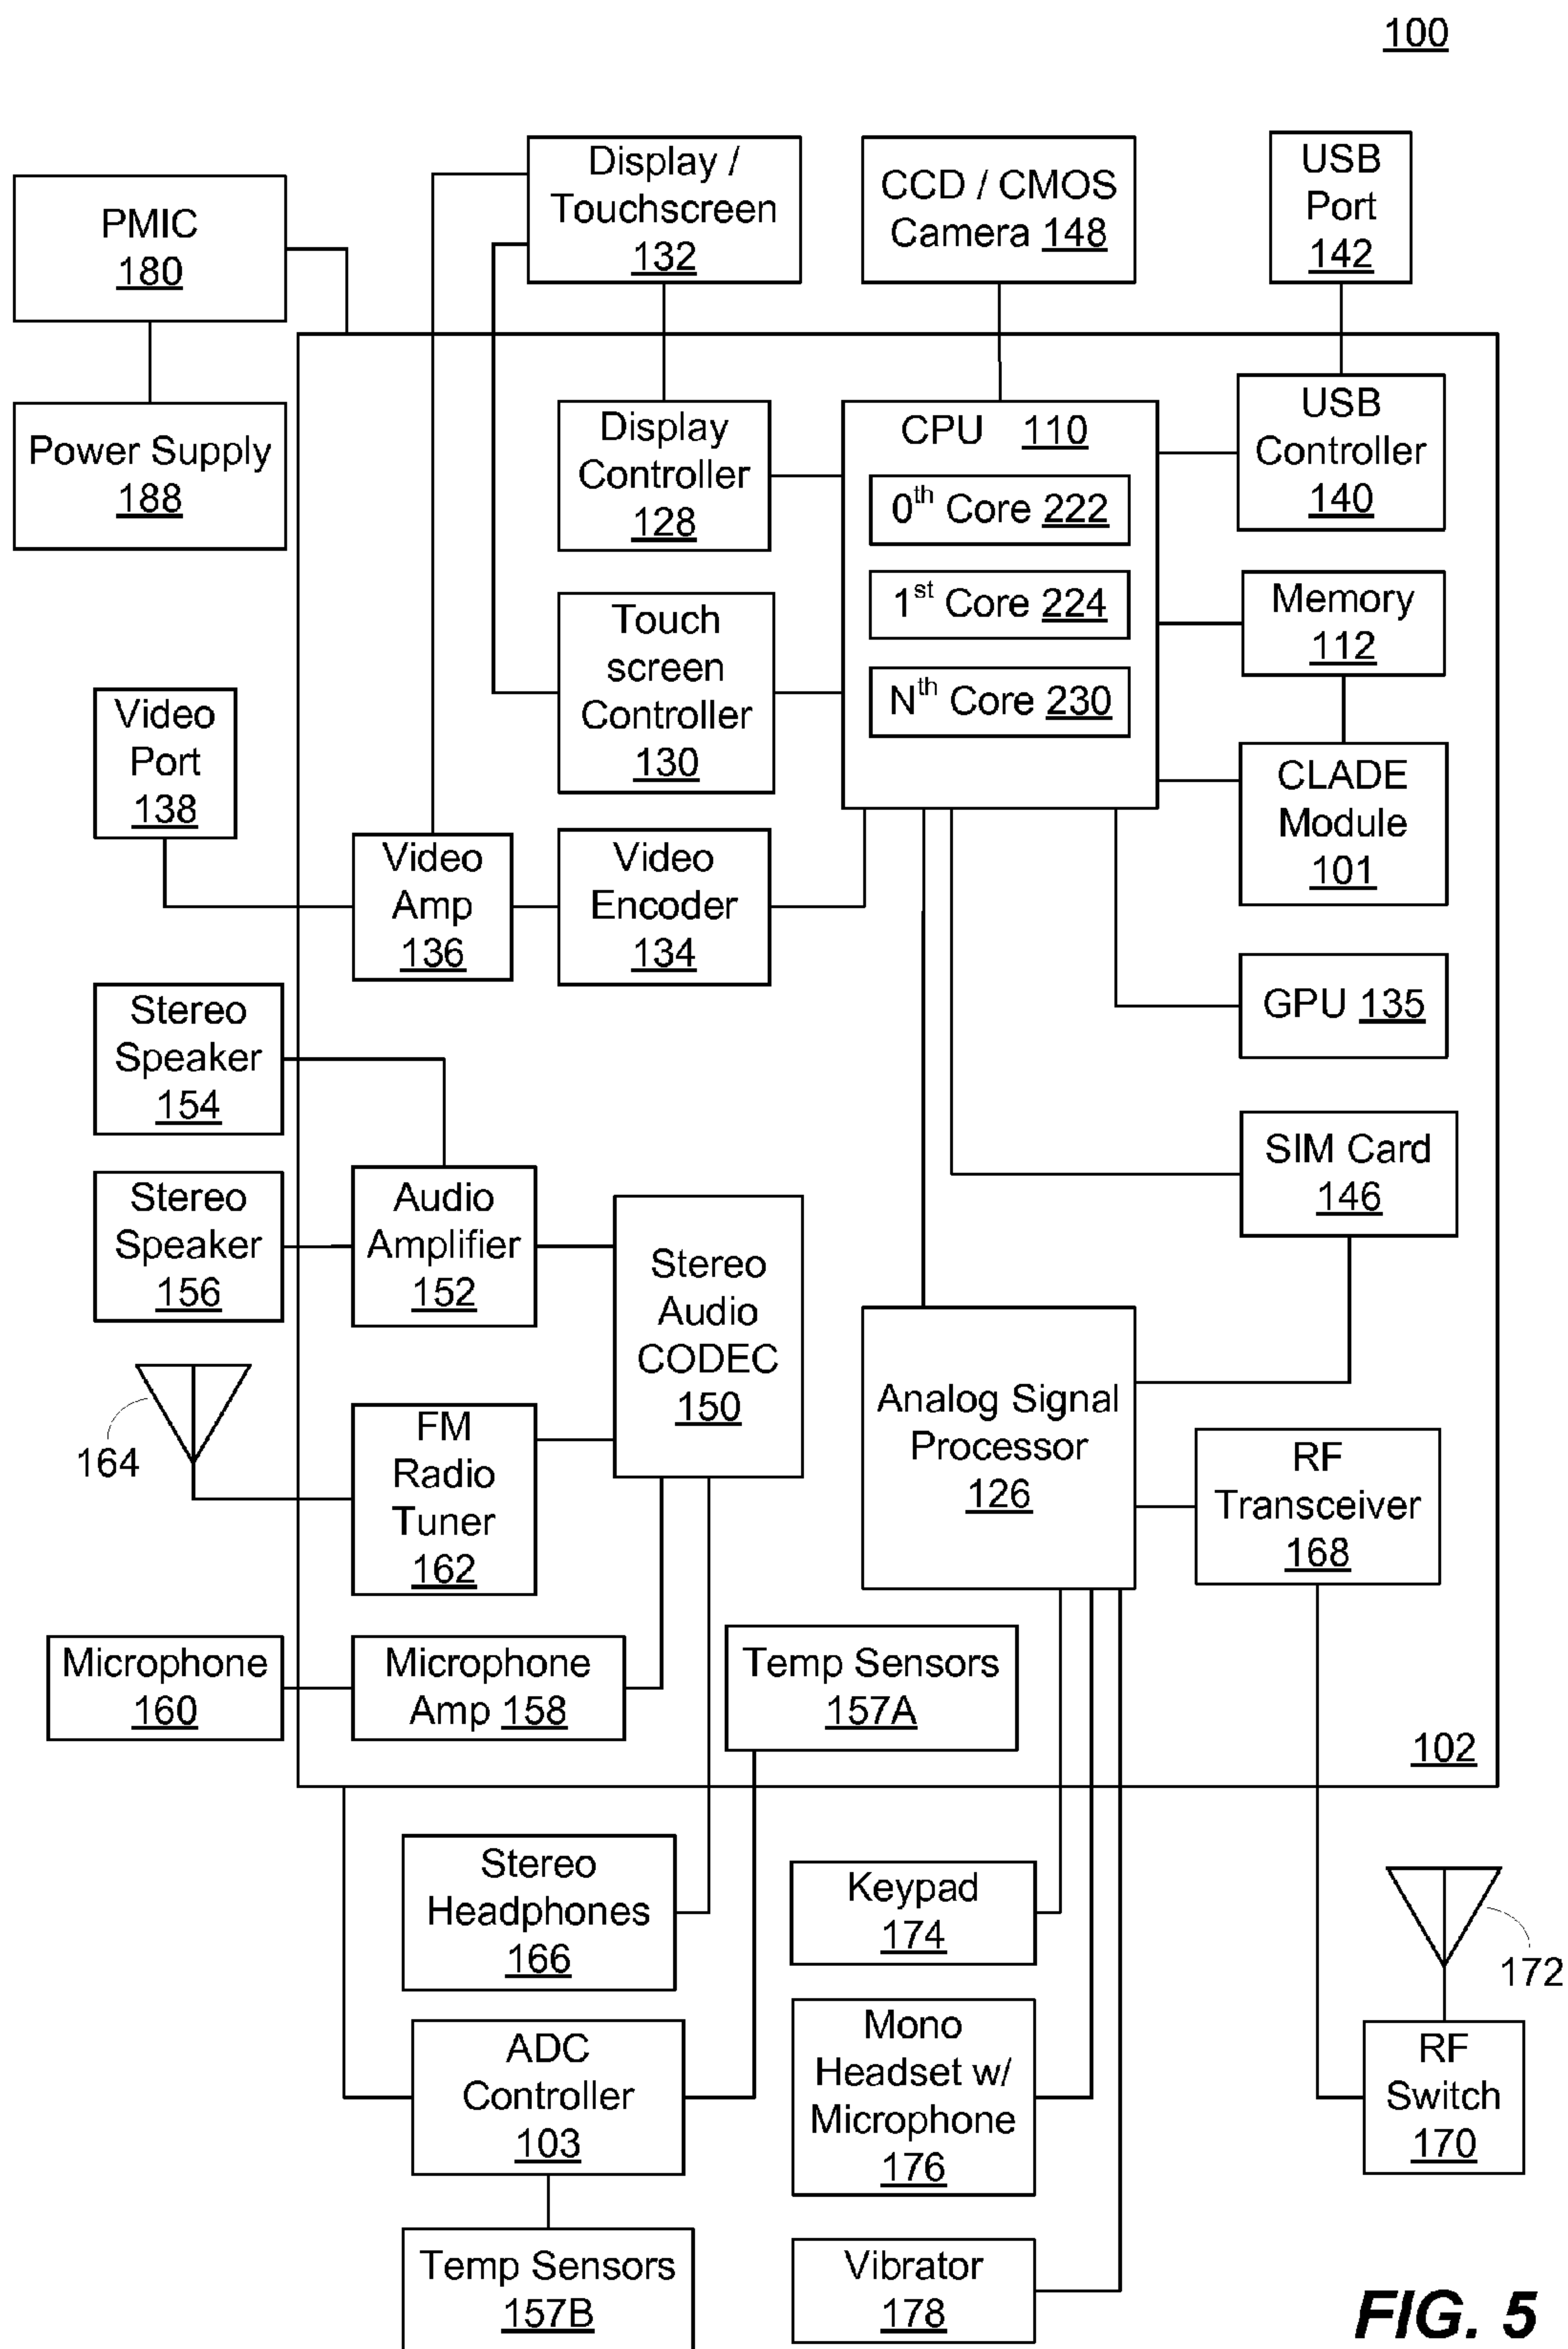 100
PMIC
180
Display /
Touchscreen
132
CCD / CMOS
Camera 148
USB
Port
142
Power Supply
188
Display
Controller
128
CPU 110
0th Core 222
1st Core 224
Nth Core 230
USB
Controller
140
Memory
112
Touch
screen
Controller
130
Video
Port
138
CLADE
Module
101
Video
Amp
136
Video
Encoder
134
GPU 135
Stereo
Speaker
154
SIM Card
146
Stereo
Speaker
156
Audio
Amplifier
152
Stereo
Audio
CODEC
150
Analog Signal
Processor
126
164
FM
Radio
Tuner
162
RF
Transceiver
168
Microphone
160
Microphone
Amp 158
Temp Sensors
157A
102
Stereo
Headphones
166
Keypad
174
172
ADC
Controller
103
Mono
Headset w/
Microphone
176
RF
Switch
170
Temp Sensors
157B
Vibrator
178
FIG. 5